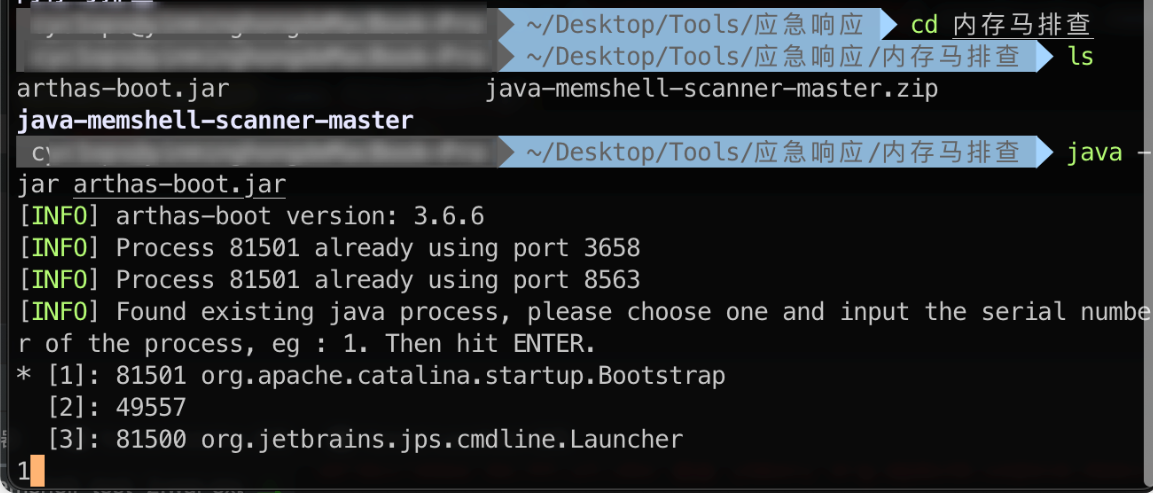 ~/Desktop/Tools/应急响应 cd 内存马排查
~/Desktop/Tools/应急响应/内存马排查 ls
arthas-boot.jar java-memshell-scanner-master.zip
java-memshell-scanner-master
cy ~/Desktop/Tools/应急响应/内存马排查 java -
jar arthas-boot.jar
[INFO] arthas-boot version: 3.6.6
[INFO] Process 81501 already using port 3658
[INFO] Process 81501 already using port 8563
[INFO] Found existing java process, please choose one and input the serial numbe
r of the process, eg : 1. Then hit ENTER.
* [1]: 81501 org.apache.catalina.startup.Bootstrap
[2]: 49557
[3]: 81500 org.jetbrains.jps.cmdline.Launcher
1